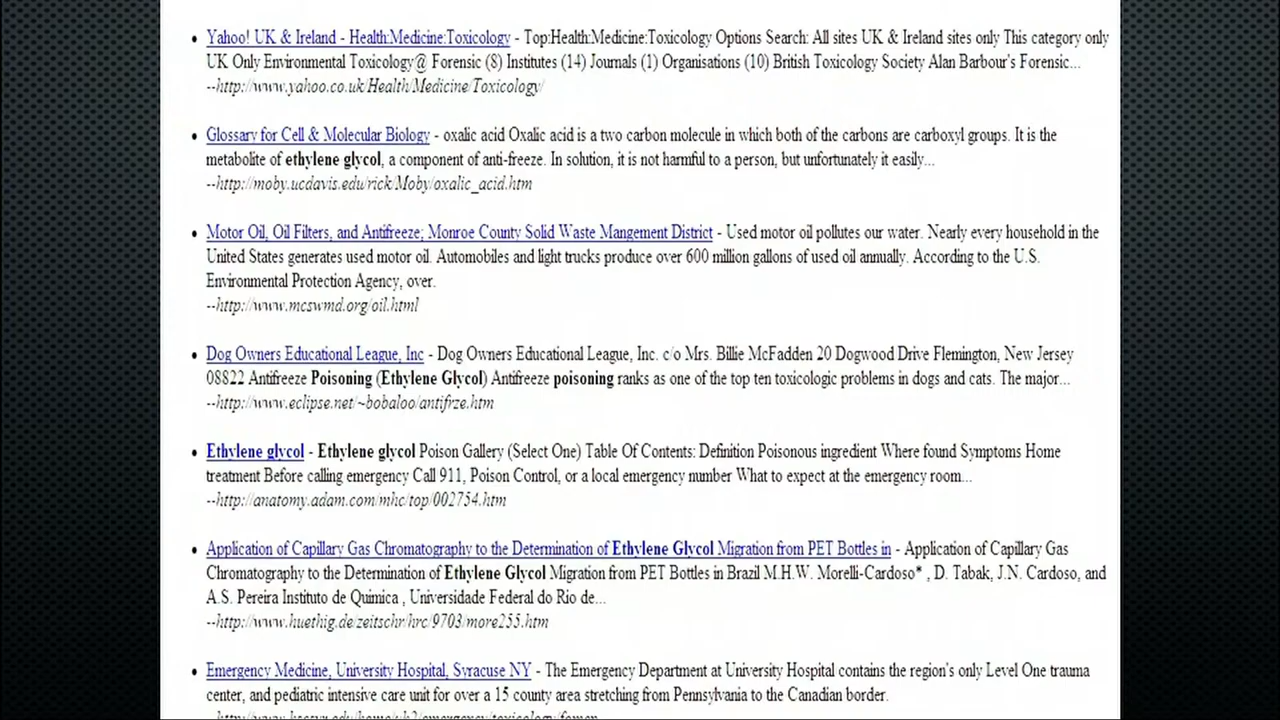 Yahoo! UK & Ireland - Health:Medicine:Toxicology - Top:Health:Medicine:Toxicology Options Search: All sites UK & Ireland sites only This category only
UK Only Environmental Toxicology@ Forensic (8) Institutes (14) Journals (1) Organisations (10) British Toxicology Society Alan Barbour's Forensic...
--http://www.yahoo.co.uk/Health/Medicine/Toxicology/
Glossary for Cell & Molecular Biology - oxalic acid Oxalic acid is a two carbon molecule in which both of the carbons are carboxyl groups. It is the
metabolite of ethylene glycol, a component of anti-freeze. In solution, it is not harmful to a person, but unfortunately it easily...
--http://moby.ucdavis.edu/rick/Moby/oxalic_acid.htm
Motor Oil, Oil Filters, and Antifreeze; Monroe County Solid Waste Mangement District - Used motor oil pollutes our water. Nearly every household in the
United States generates used motor oil. Automobiles and light trucks produce over 600 million gallons of used oil annually. According to the U.S.
Environmental Protection Agency, over.
--http://www.mcswmd.org/oil.html
Dog Owners Educational League, Inc - Dog Owners Educational League, Inc. c/o Mrs. Billie McFadden 20 Dogwood Drive Flemington, New Jersey
08822 Antifreeze Poisoning (Ethylene Glycol) Antifreeze poisoning ranks as one of the top ten toxicologic problems in dogs and cats. The major...
--http://www.eclipse.net/~bobaloo/antifrze.htm
Ethylene glycol - Ethylene glycol Poison Gallery (Select One) Table Of Contents: Definition Poisonous ingredient Where found Symptoms Home
treatment Before calling emergency Call 911, Poison Control, or a local emergency number What to expect at the emergency room...
--http://anatomy.adam.com/mhc/top/002754.htm
Application of Capillary Gas Chromatography to the Determination of Ethylene Glycol Migration from PET Bottles in - Application of Capillary Gas
Chromatography to the Determination of Ethylene Glycol Migration from PET Bottles in Brazil M.H.W. Morelli-Cardoso* , D. Tabak, J.N. Cardoso, and
A.S. Pereira Instituto de Quimica , Universidade Federal do Rio de...
--http://www.huethig.de/zeitschr/hrc/9703/more255.htm
Emergency Medicine, University Hospital, Syracuse NY - The Emergency Department at University Hospital contains the region's only Level One trauma
center, and pediatric intensive care unit for over a 15 county area stretching from Pennsylvania to the Canadian border.